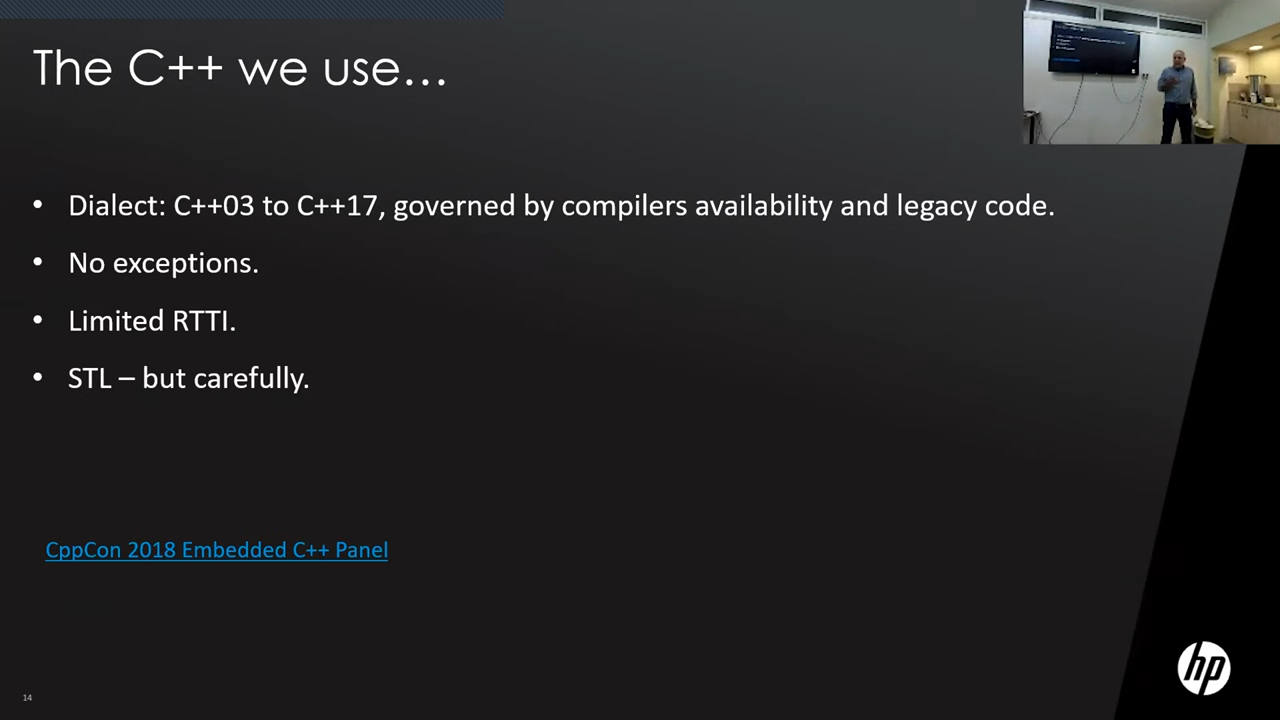 The C++ we use...
• Dialect: C++03 to C++17, governed by compilers availability and legacy code.
• No exceptions.
• Limited RTTI.
• STL – but carefully.
CppCon 2018 Embedded C++ Panel
hp
14